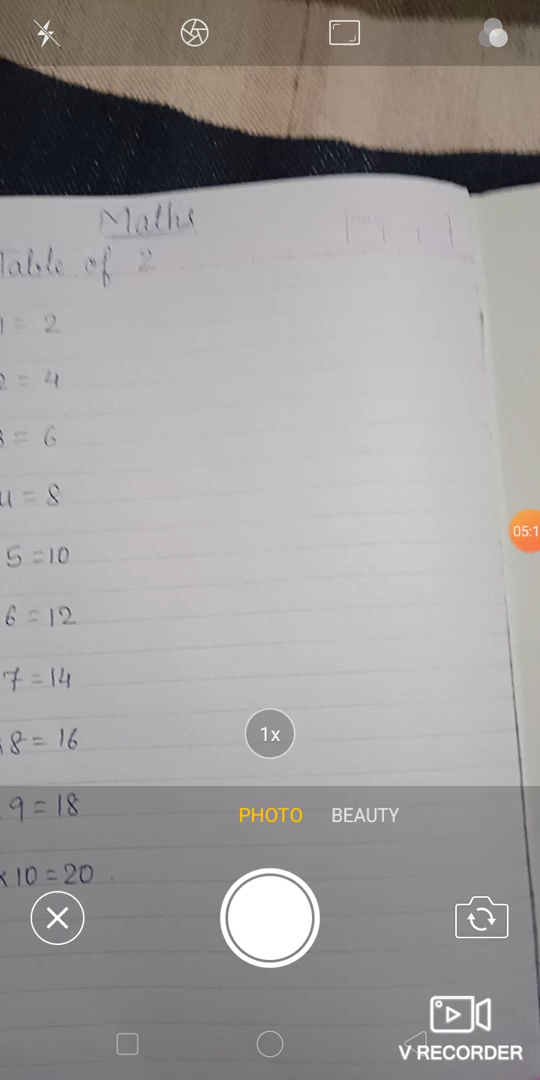 Maths
Table of 2
1 = 2
2 = 4
3 = 6
4 = 8
5 = 10
6 = 12
7 = 14
8 = 16
9 = 18
x 10 = 20
05:1
1x
PHOTO BEAUTY
V RECORDER